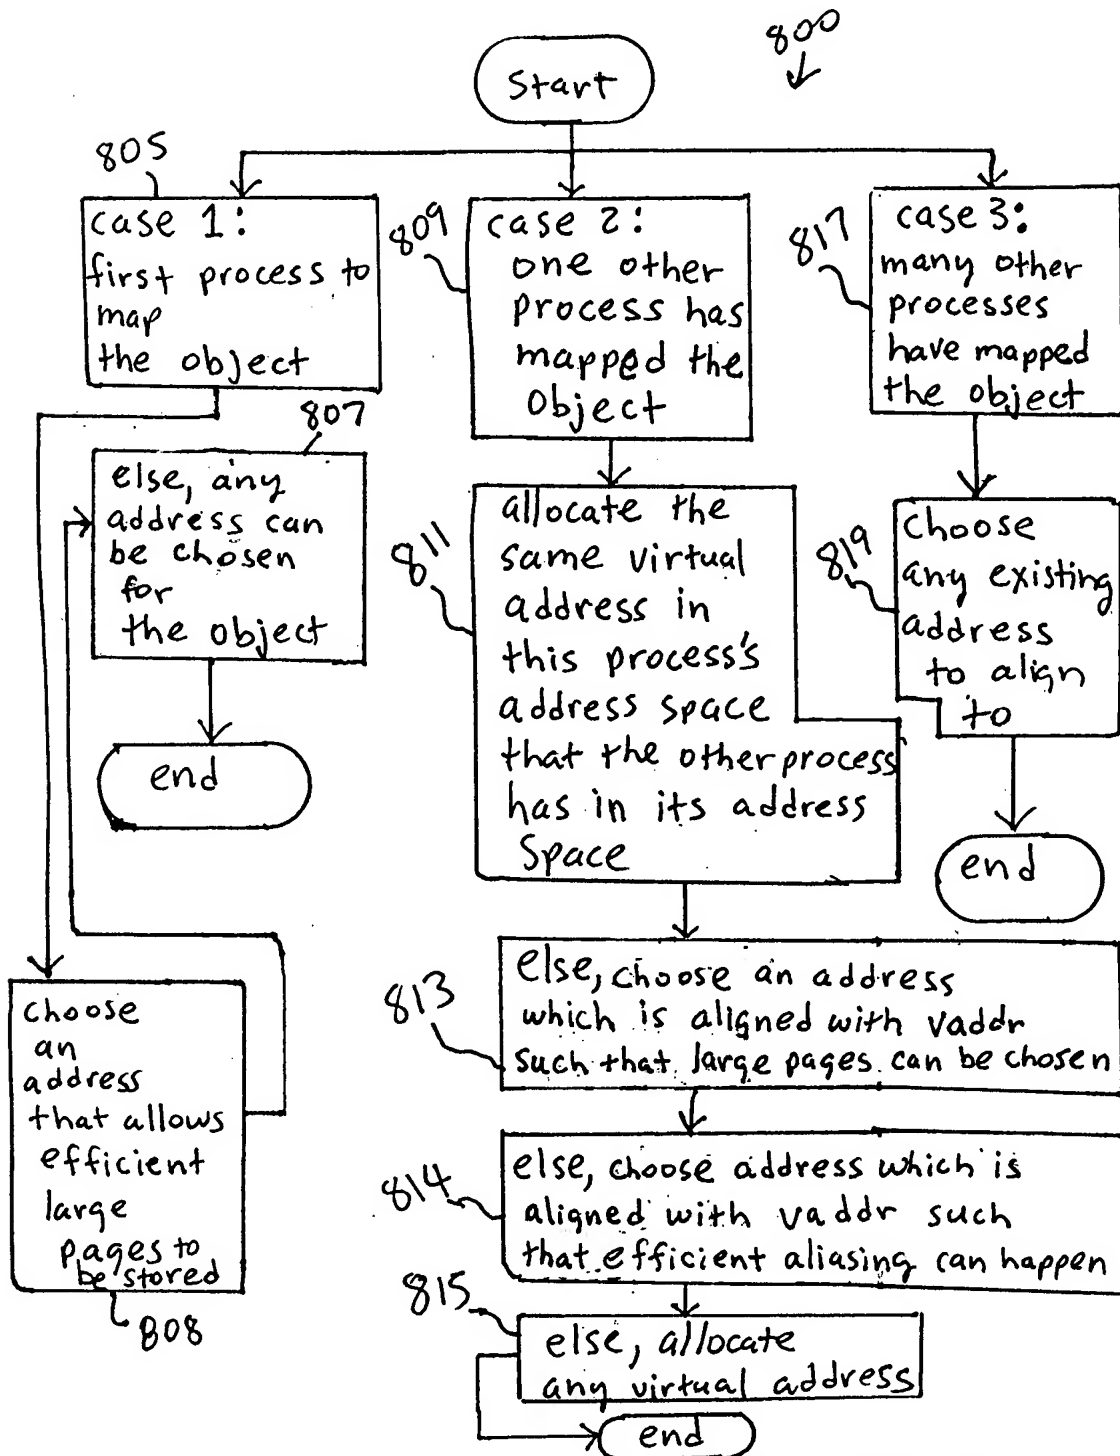 800
Start
805
case 1:
first process to
map
the object
809
case 2:
one other
process has
mapped the
object
817
case 3:
many other
processes
have mapped
the object
807
else, any
address can
be chosen
for
the object
end
808
choose
an
address
that allows
efficient
large
pages to
be stored
811
allocate the
same virtual
address in
this process's
address space
that the other process
has in its address
space
819
choose
any existing
address
to align
to
end
813
else, choose an address
which is aligned with vaddr
such that large pages can be chosen
814
else, choose address which is
aligned with vaddr such
that efficient aliasing can happen
815
else, allocate
any virtual address
end